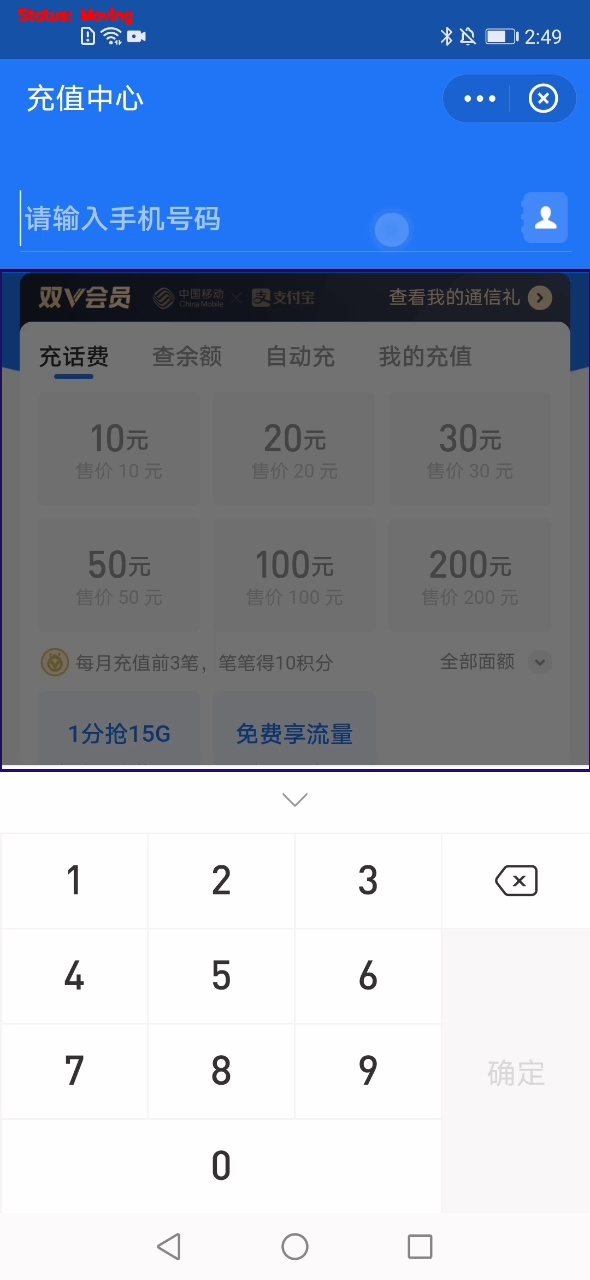 Status: Moving
2:49
充值中心
请输入手机号码
双V会员 中国移动 China Mobile × 支付宝 查看我的通信礼
充话费 查余额 自动充 我的充值
10元 20元 30元
售价 10 元 售价 20 元 售价 30 元
50元 100元 200元
售价 50 元 售价 100 元 售价 200 元
每月充值前3笔，笔笔得10积分 全部面额
1分抢15G 免费享流量
1 2 3
4 5 6
7 8 9 确定
0